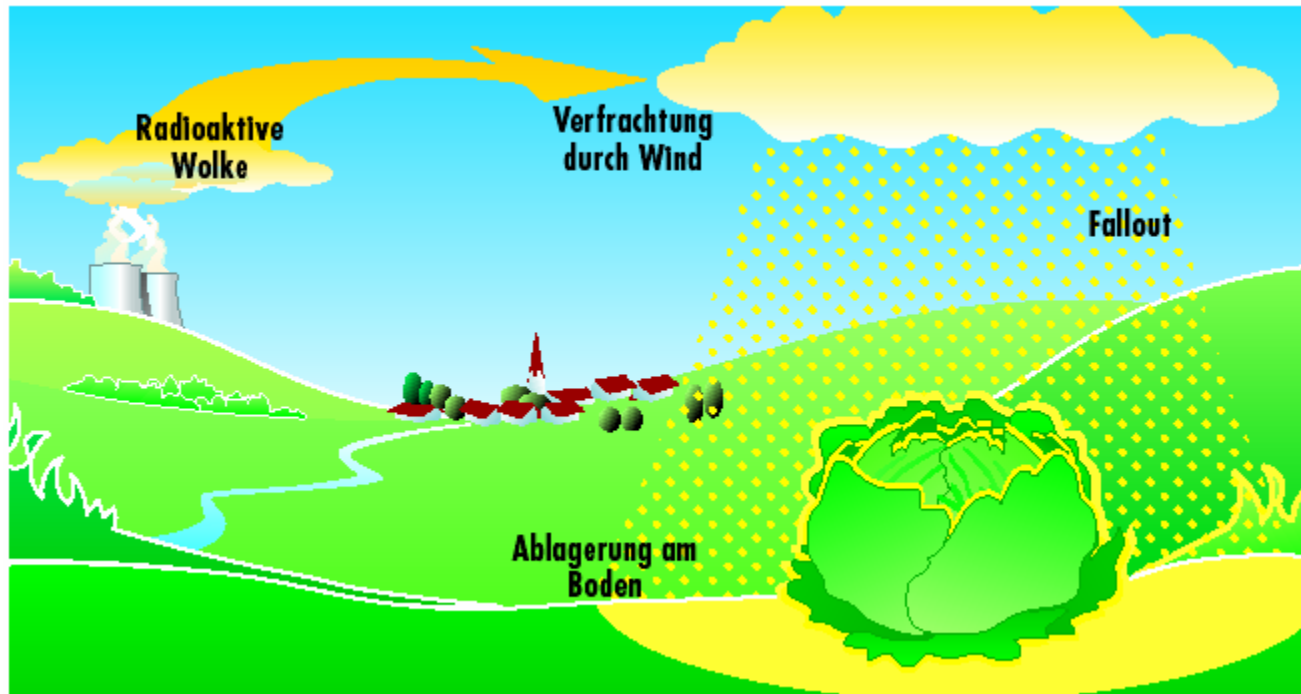 Radioaktive
Wolke
Verfrachtung
durch Wind
Fallout
Ablagerung am
Boden